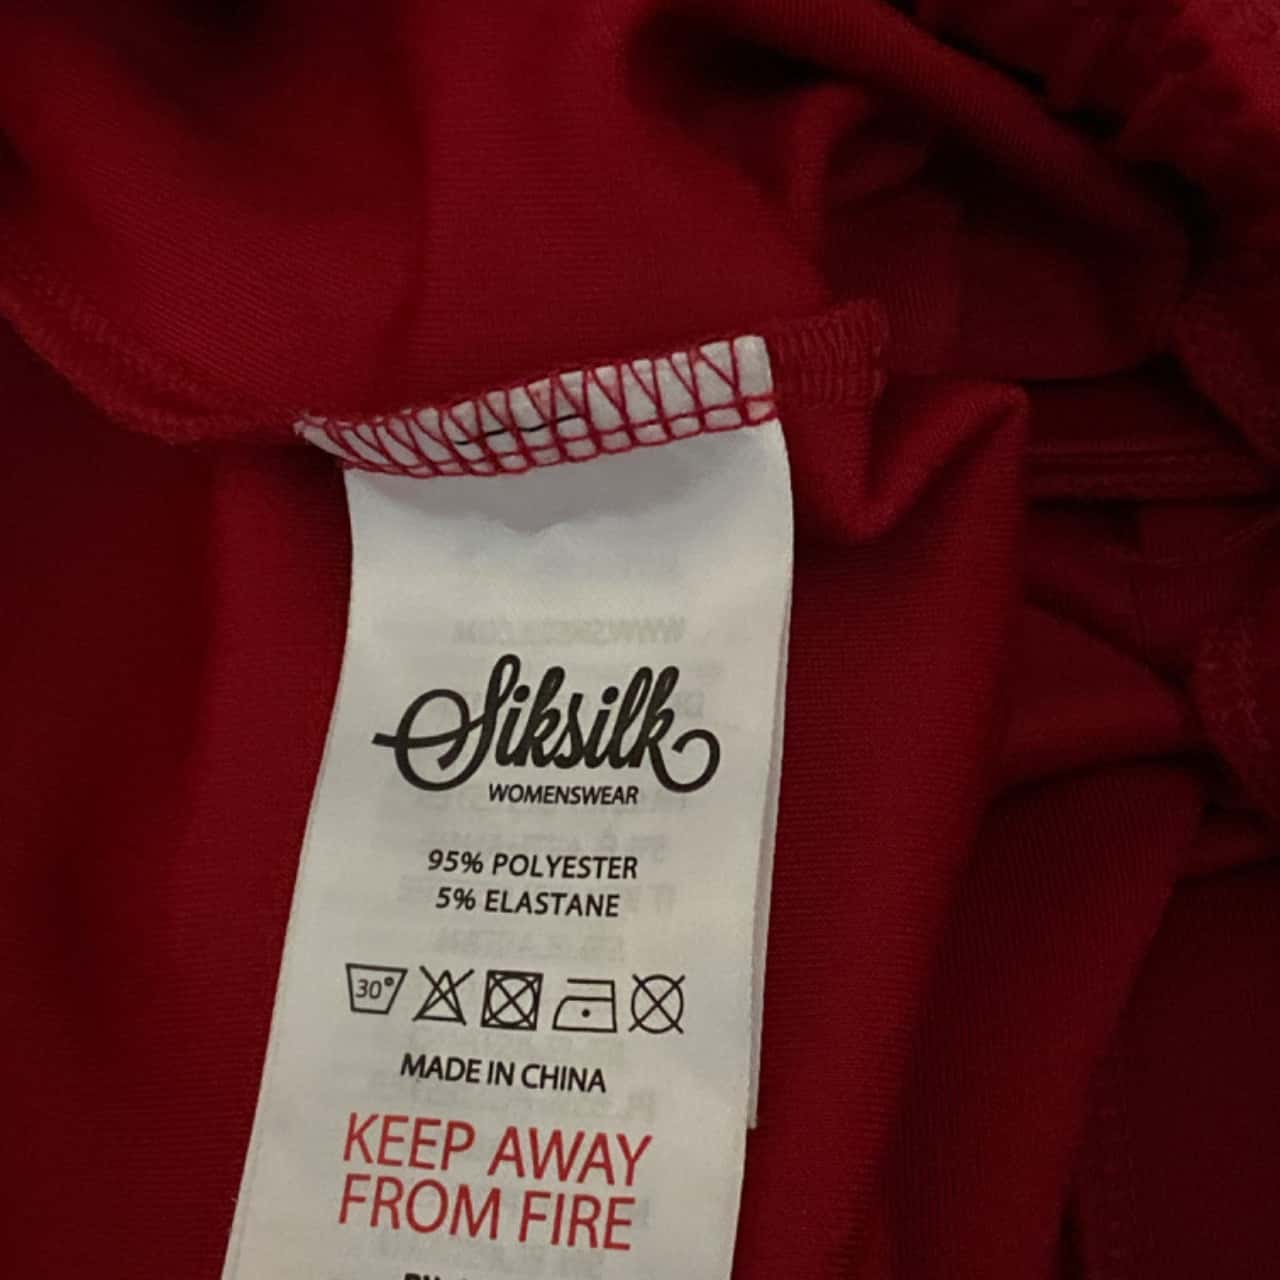 Siksilk
WOMENSWEAR
95% POLYESTER
5% ELASTANE
30°
MADE IN CHINA
KEEP AWAY
FROM FIRE